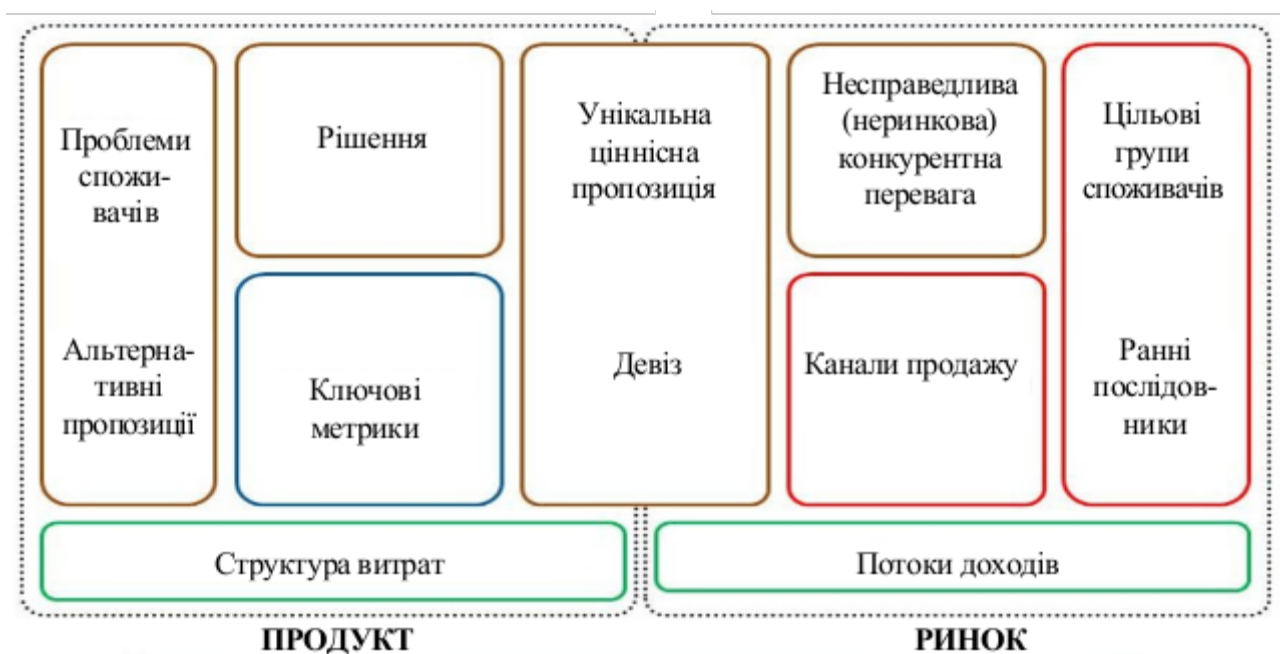 Проблеми
спожи-
вачів
Альтерна-
тивні
пропозиції
Рішення
Ключові
метрики
Унікальна
ціннісна
пропозиція
Девіз
Несправедлива
(неринкова)
конкурентна
перевага
Канали продажу
Цільові
групи
споживачів
Ранні
послідов-
ники
Структура витрат
Потоки доходів
ПРОДУКТ
РИНОК